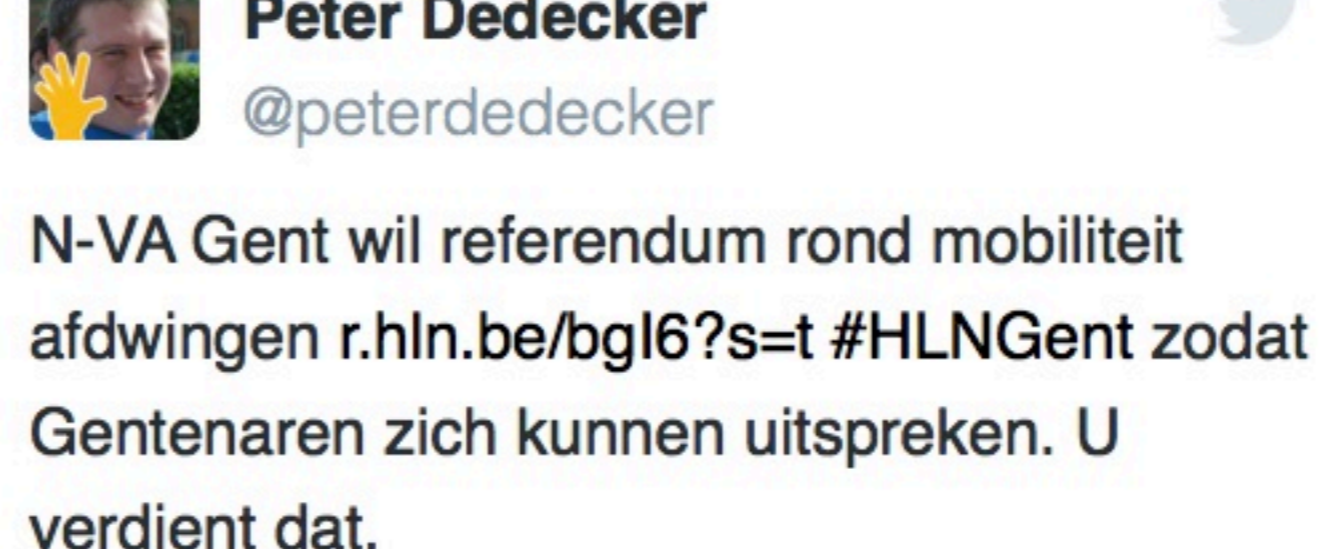 Peter Dedecker
@peterdedecker
N-VA Gent wil referendum rond mobiliteit
afdwingen r.hln.be/bgI6?s=t #HLNGent zodat
Gentenaren zich kunnen uitspreken. U
verdient dat.